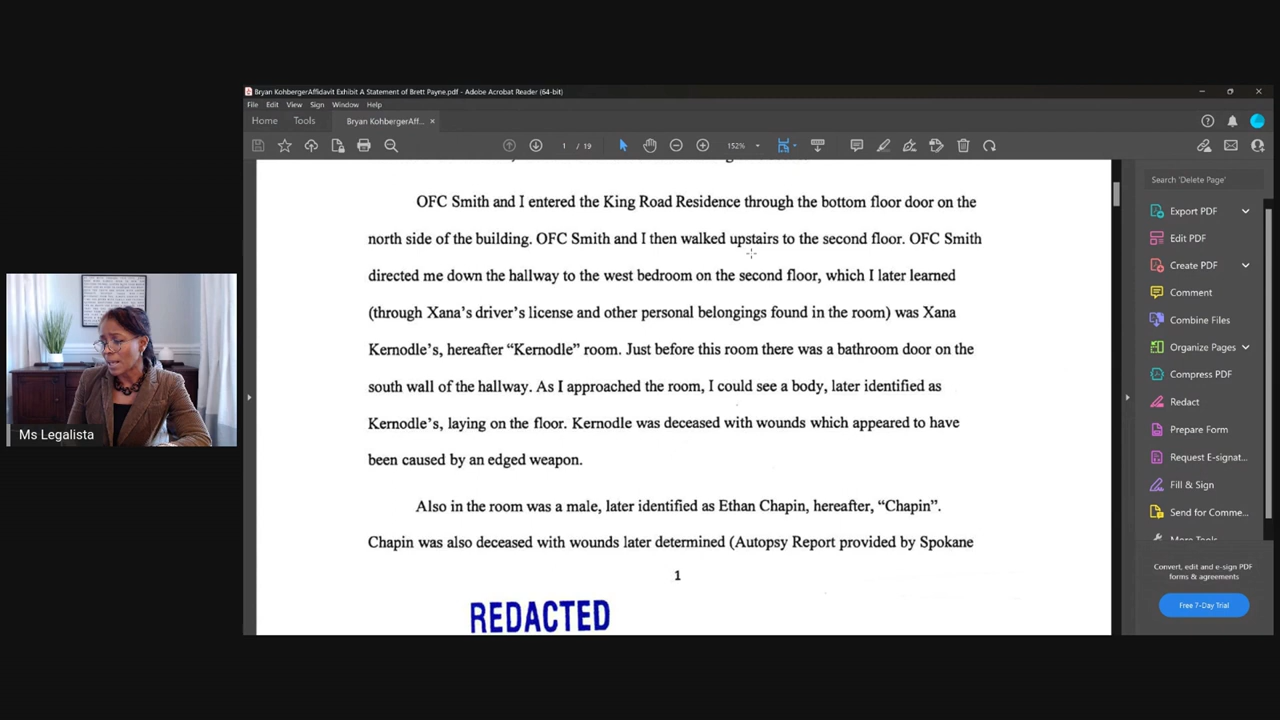 Bryan KohbergerAffidavit Exhibit A Statement of Brett Payne.pdf - Adobe Acrobat Reader (64-bit)
File Edit View Sign Window Help
Home Tools Bryan KohbergerAff... ×
1 / 19 152%
OFC Smith and I entered the King Road Residence through the bottom floor door on the
north side of the building. OFC Smith and I then walked upstairs to the second floor. OFC Smith
directed me down the hallway to the west bedroom on the second floor, which I later learned
(through Xana's driver's license and other personal belongings found in the room) was Xana
Kernodle's, hereafter “Kernodle” room. Just before this room there was a bathroom door on the
south wall of the hallway. As I approached the room, I could see a body, later identified as
Kernodle's, laying on the floor. Kernodle was deceased with wounds which appeared to have
been caused by an edged weapon.
Also in the room was a male, later identified as Ethan Chapin, hereafter, “Chapin”.
Chapin was also deceased with wounds later determined (Autopsy Report provided by Spokane
1
REDACTED
Search 'Delete Page'
Export PDF
Edit PDF
Create PDF
Comment
Combine Files
Organize Pages
Compress PDF
Redact
Prepare Form
Request E-signat...
Fill & Sign
Send for Comme...
More Tools
Convert, edit and e-sign PDF
forms & agreements
Free 7-Day Trial
Ms Legalista